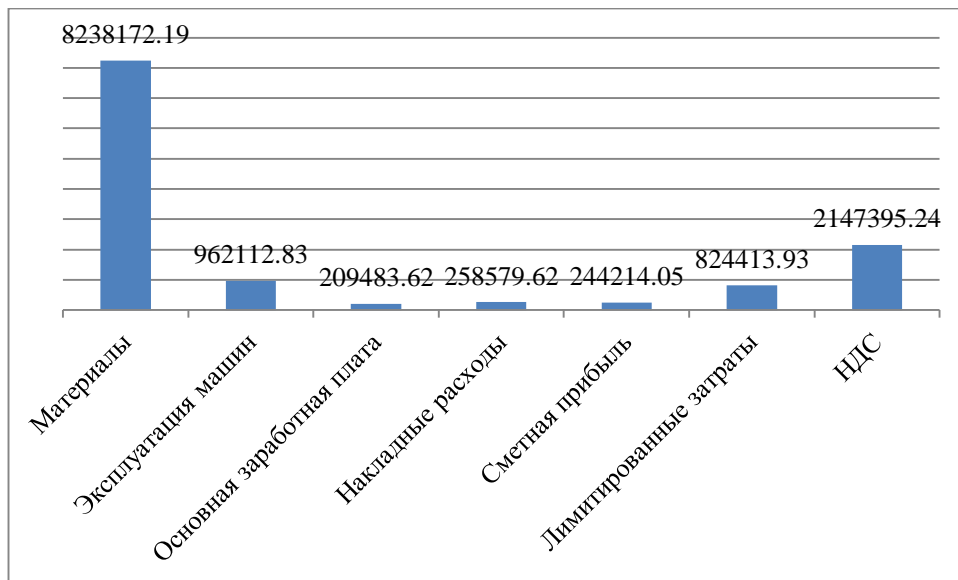 8238172.19
962112.83
209483.62
258579.62
244214.05
824413.93
2147395.24
Материалы
Эксплуатация машин
Основная заработная плата
Накладные расходы
Сметная прибыль
Лимитированные затраты
НДС